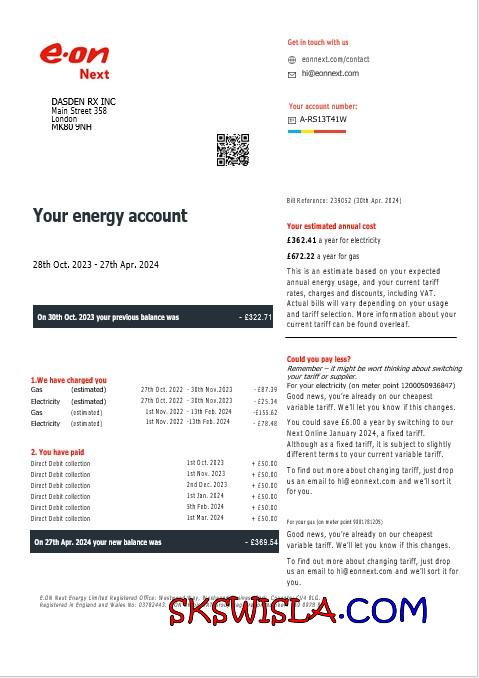 e·on
Next
DASDEN RX INC
Main Street 358
London
MK80 9NH
Get in touch with us
eonnext.com/contact
hi@eonnext.com
Your account number:
A-RS13T41W
Bill Reference: 239052 (30th Apr. 2024)
Your energy account
28th Oct. 2023 - 27th Apr. 2024
On 30th Oct. 2023 your previous balance was - £322.71
1.We have charged you
Gas (estimated) 27th Oct. 2022 - 30th Nov.2023 - £87.39
Electricity (estimated) 27th Oct. 2022 - 30th Nov.2023 - £25.34
Gas (estimated) 1st Nov. 2022 - 13th Feb. 2024 -£155.62
Electricity (estimated) 1st Nov. 2022 -13th Feb. 2024 - £78.48
2. You have paid
Direct Debit collection 1st Oct. 2023 + £50.00
Direct Debit collection 1st Nov. 2023 + £50.00
Direct Debit collection 2nd Dec. 2023 + £50.00
Direct Debit collection 1st Jan. 2024 + £50.00
Direct Debit collection 5th Feb. 2024 + £50.00
Direct Debit collection 1st Mar. 2024 + £50.00
On 27th Apr. 2024 your new balance was - £369.54
Your estimated annual cost
£362.41 a year for electricity
£672.22 a year for gas
This is an estimate based on your expected
annual energy usage, and your current tariff
rates, charges and discounts, including VAT.
Actual bills will vary depending on your usage
and tariff selection. More information about your
current tariff can be found overleaf.
Could you pay less?
Remember – it might be wort thinking about switching
your tariff or supplier.
For your electricity (on meter point 1200050936847)
Good news, you're already on our cheapest
variable tariff. We'll let you know if this changes.
You could save £6.00 a year by switching to our
Next Online January 2024, a fixed tariff.
Although as a fixed tariff, it is subject to slightly
different terms to your current variable tariff.
To find out more about changing tariff, just drop
us an email to hi@eonnext and we'll sort it
for you.
For your gas (on meter point 9381781205)
Good news, you're already on our cheapest
variable tariff. We'll let you know if this changes.
To find out more about changing tariff, just drop
us an email to hi@eonnext and we'll sort it for
you.
E.ON Next Energy Limited Registered Office: Westwood Way, Westwood Business Park, Coventry CV4 8LG.
Registered in England and Wales No: 03782443.
SKSWISLA.COM